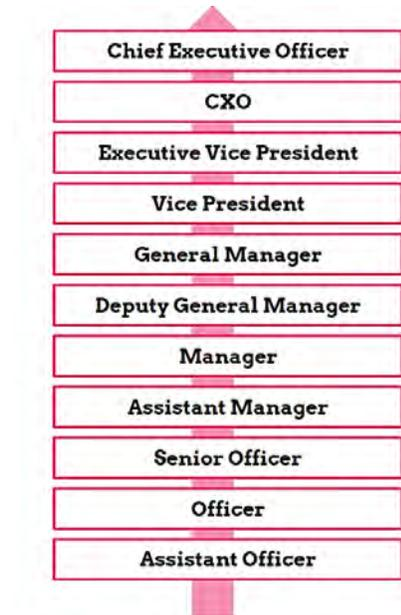 Chief Executive Officer
CXO
Executive Vice President
Vice President
General Manager
Deputy General Manager
Manager
Assistant Manager
Senior Officer
Officer
Assistant Officer